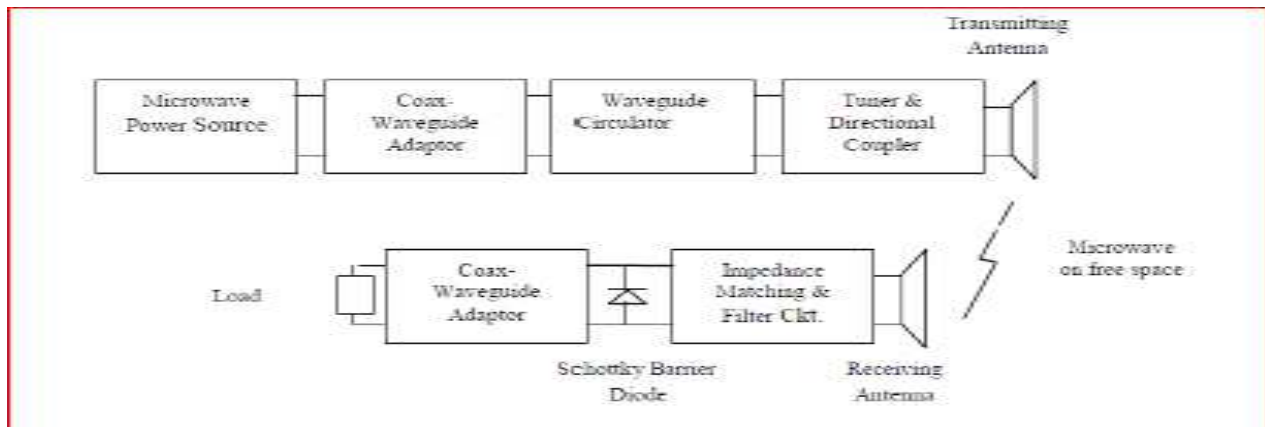 Transmitting
Antenna
Microwave
Power Source
Coax-
Waveguide
Adaptor
Waveguide
Circulator
Tuner &
Directional
Coupler
Microwave
on free space
Load
Coax-
Waveguide
Adaptor
Impedance
Matching &
Filter Ckt.
Schottky Barrier
Diode
Receiving
Antenna